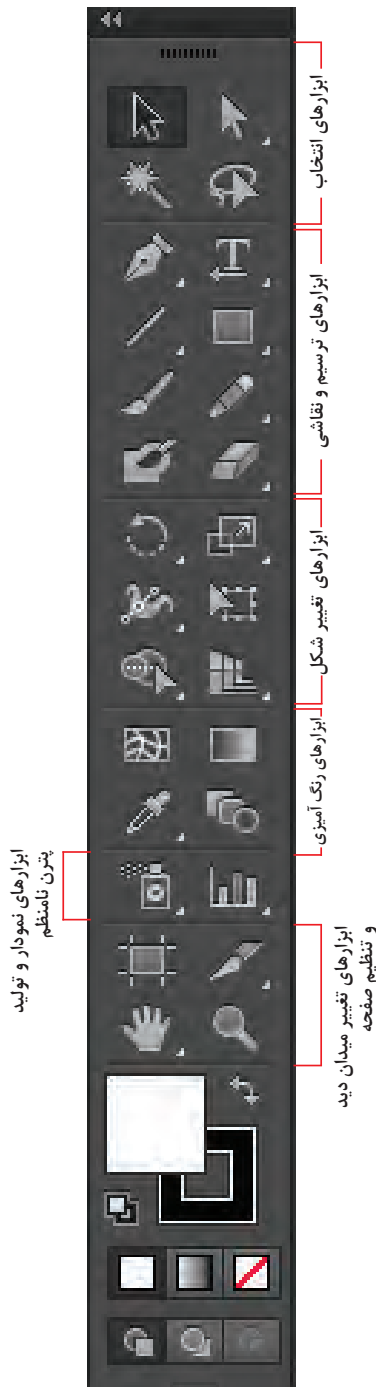 ابزارهای انتخاب
ابزارهای ترسیم و نقاشی
ابزارهای تغییر شکل
ابزارهای رنگ آمیزی
ابزارهای نمودار و تولید
پترن نامنظم
ابزارهای تغییر میدان دید
و تنظیم صفحه